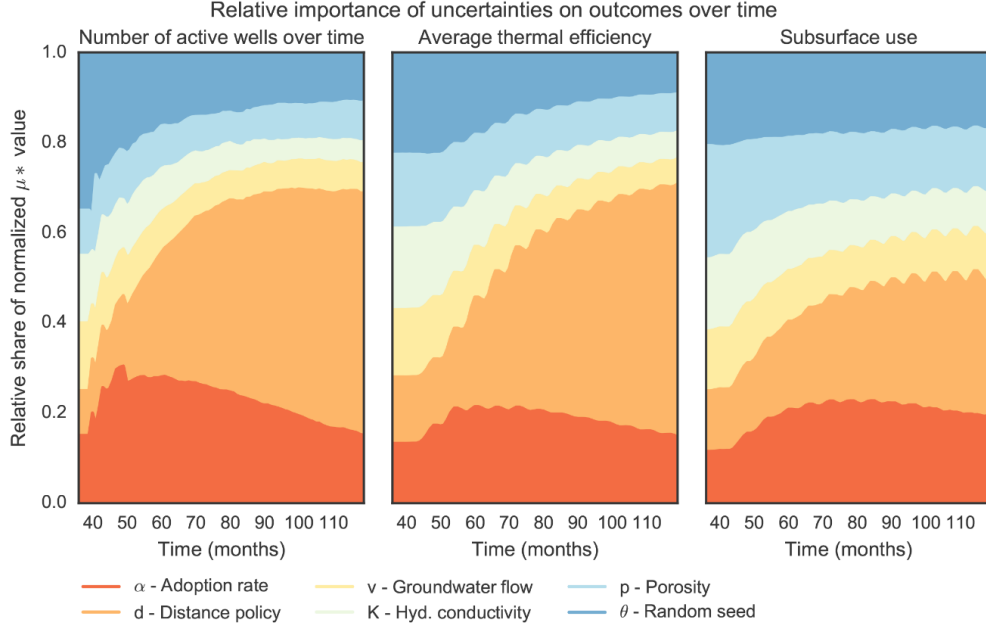 Relative importance of uncertainties on outcomes over time
Number of active wells over time
Average thermal efficiency
Subsurface use
Relative share of normalized μ* value
1.0
0.8
0.6
0.4
0.2
0.0
40 50 60 70 80 90 100 110
40 50 60 70 80 90 100 110
40 50 60 70 80 90 100 110
Time (months)
Time (months)
Time (months)
α - Adoption rate
d - Distance policy
v - Groundwater flow
K - Hyd. conductivity
p - Porosity
θ - Random seed